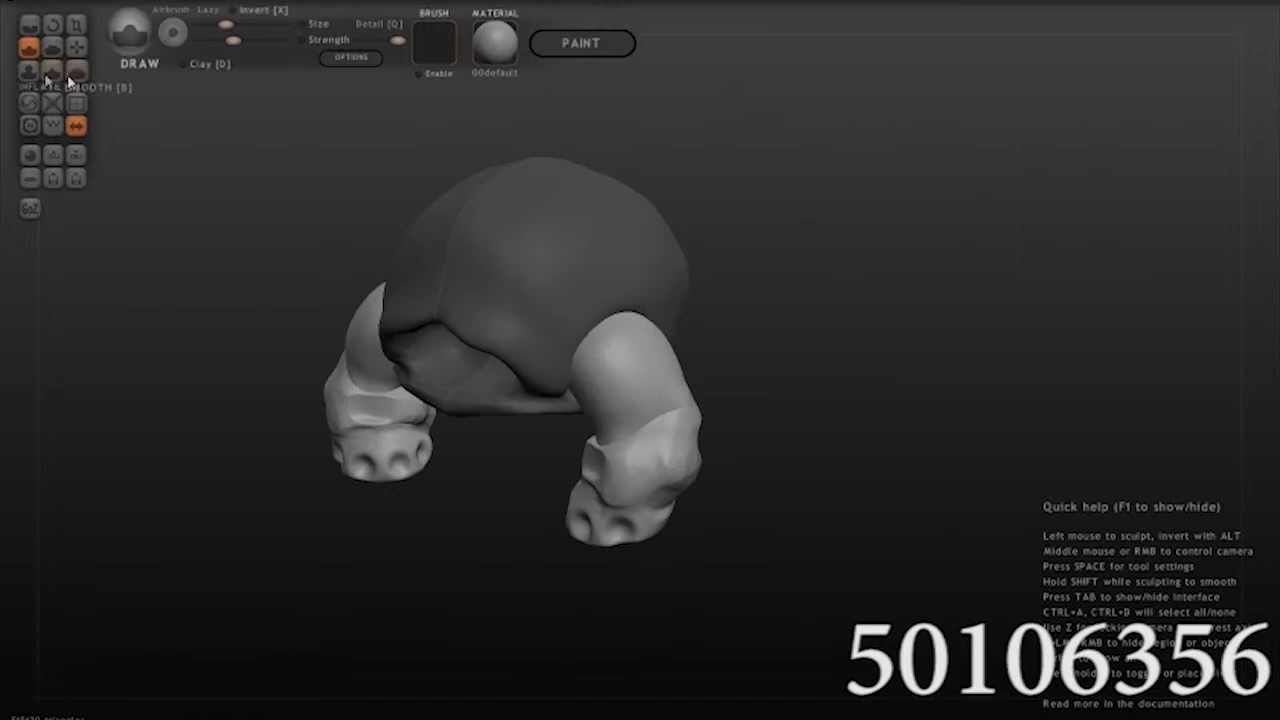 Airbrush Lazy Invert [X]
Size Detail [Q]
Strength
DRAW Clay [D]
OPTIONS
BRUSH
Enable
MATERIAL
00default
PAINT
SMOOTH [B]
GoZ
Quick help (F1 to show/hide)
Left mouse to sculpt, invert with ALT
Middle mouse or RMB to control camera
Press SPACE for tool settings
Hold SHIFT while sculpting to smooth
Press TAB to show/hide interface
CTRL+A, CTRL+D will select all/none
50106356
Read more in the documentation